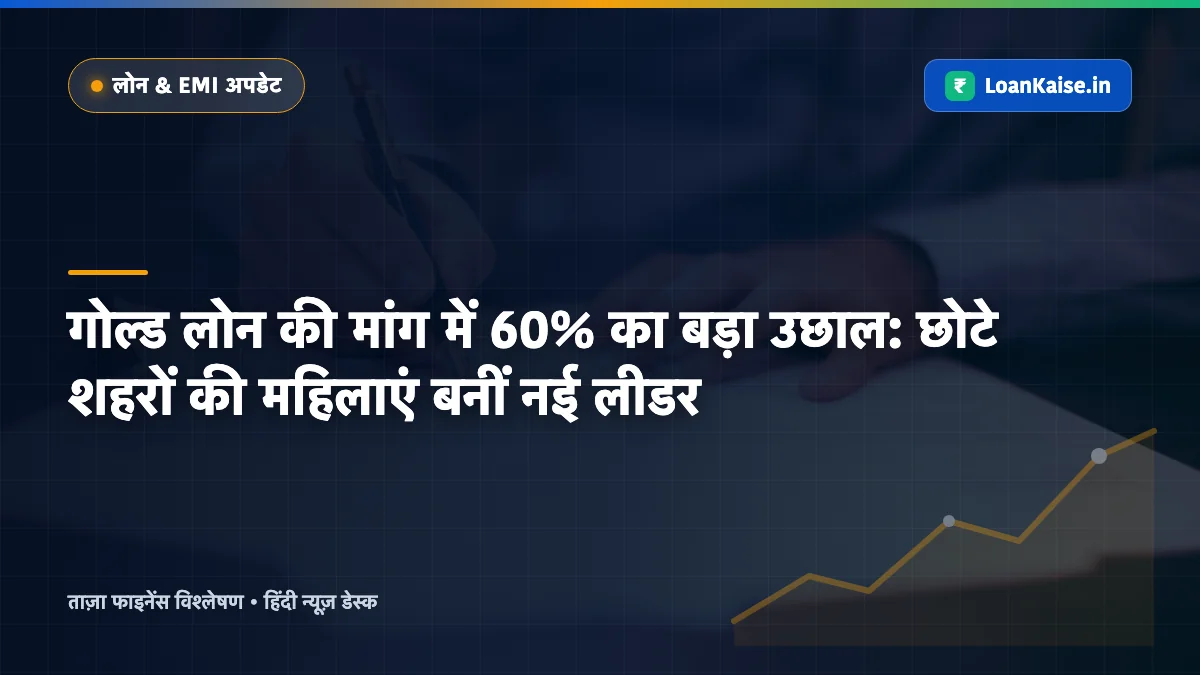 लोन & EMI अपडेट
₹ LoanKaise.in
गोल्ड लोन की मांग में 60% का बड़ा उछाल: छोटे
शहरों की महिलाएं बनीं नई लीडर
ताज़ा फाइनेंस विश्लेषण • हिंदी न्यूज़ डेस्क